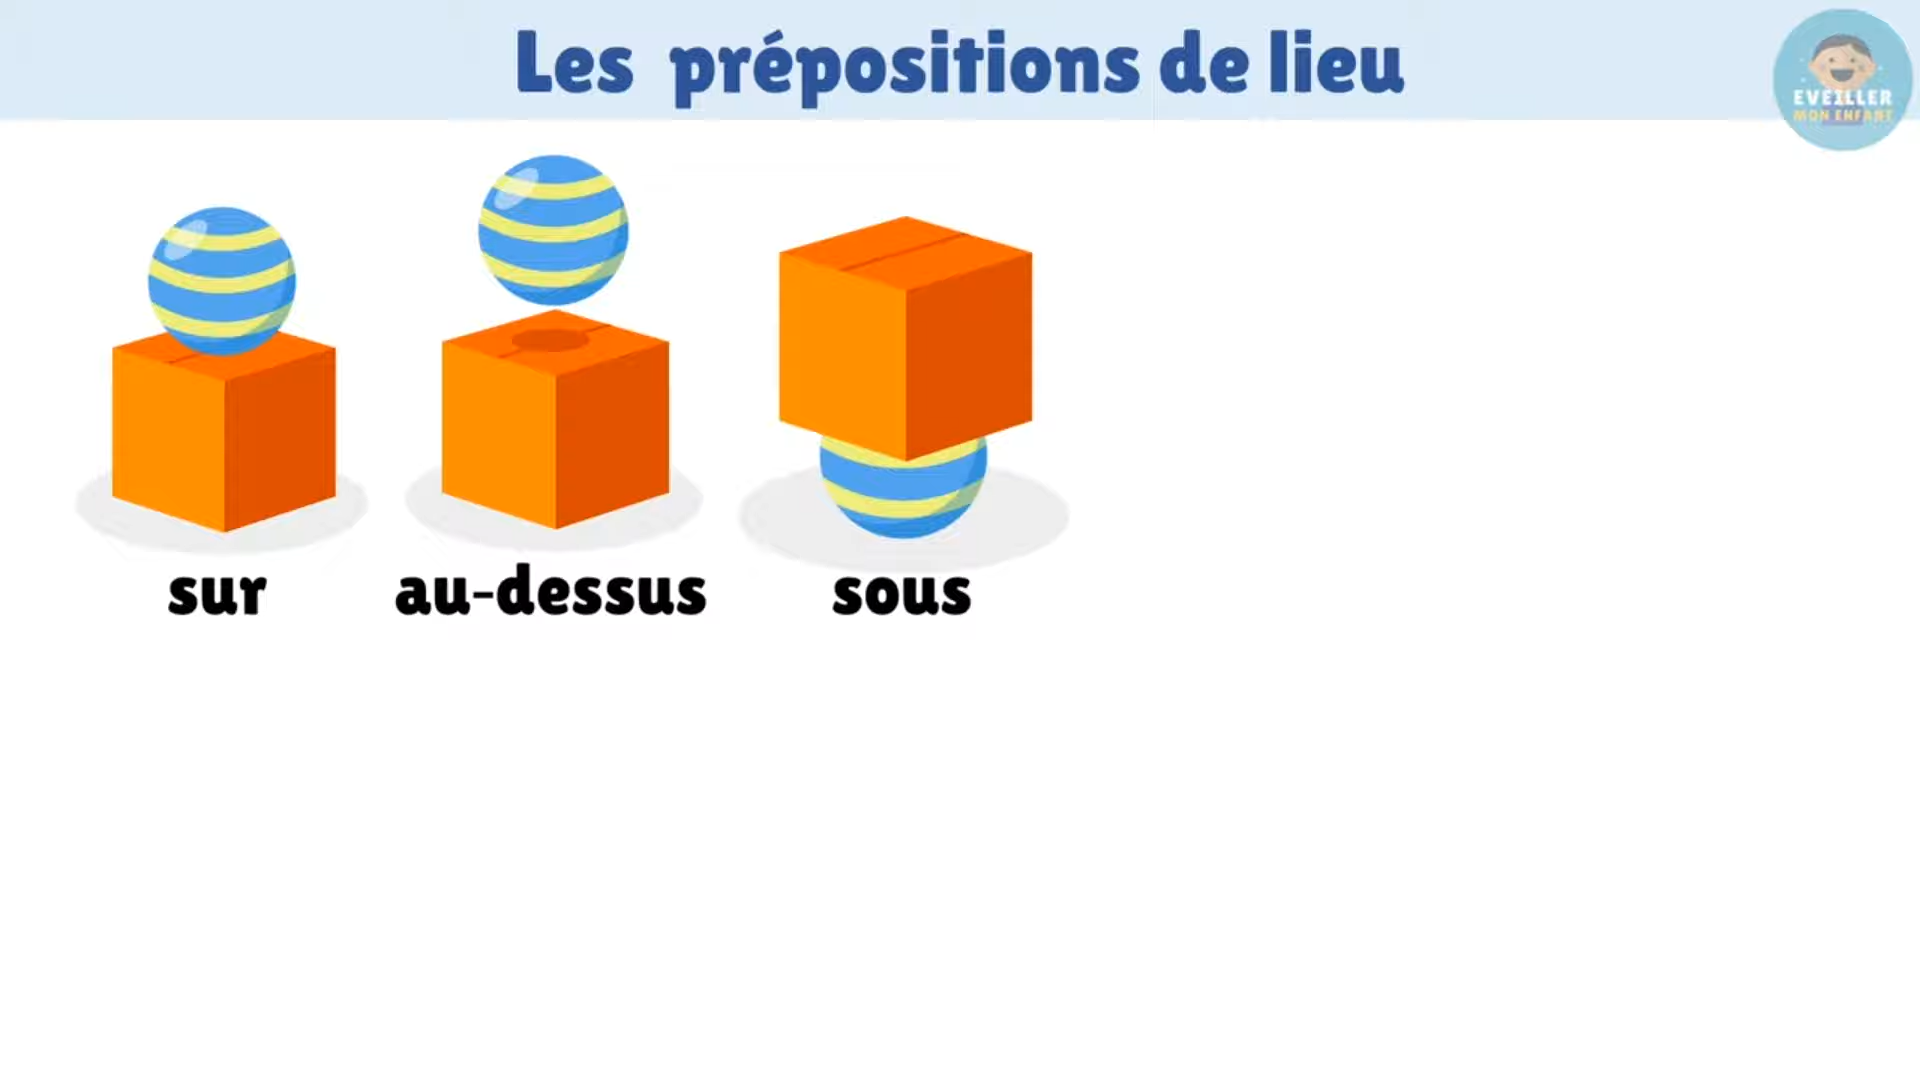 Les prépositions de lieu
EVEILLER
MON ENFANT
sur
au-dessus
sous